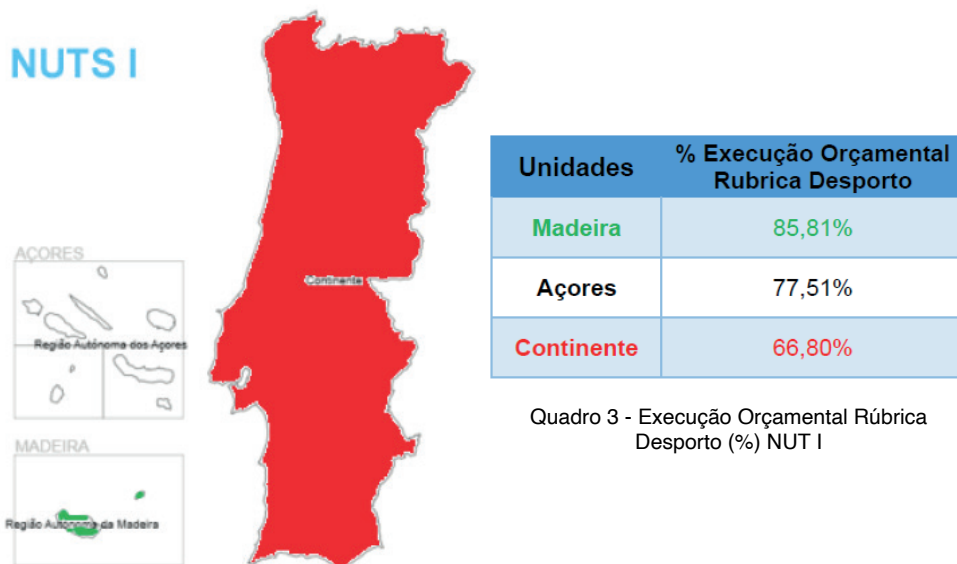 NUTS I
AÇORES
Região Autónoma dos Açores
MADEIRA
Região Autónoma da Madeira
Continente
Unidades % Execução Orçamental
Rubrica Desporto
Madeira 85,81%
Açores 77,51%
Continente 66,80%
Quadro 3 - Execução Orçamental Rúbrica
Desporto (%) NUT I